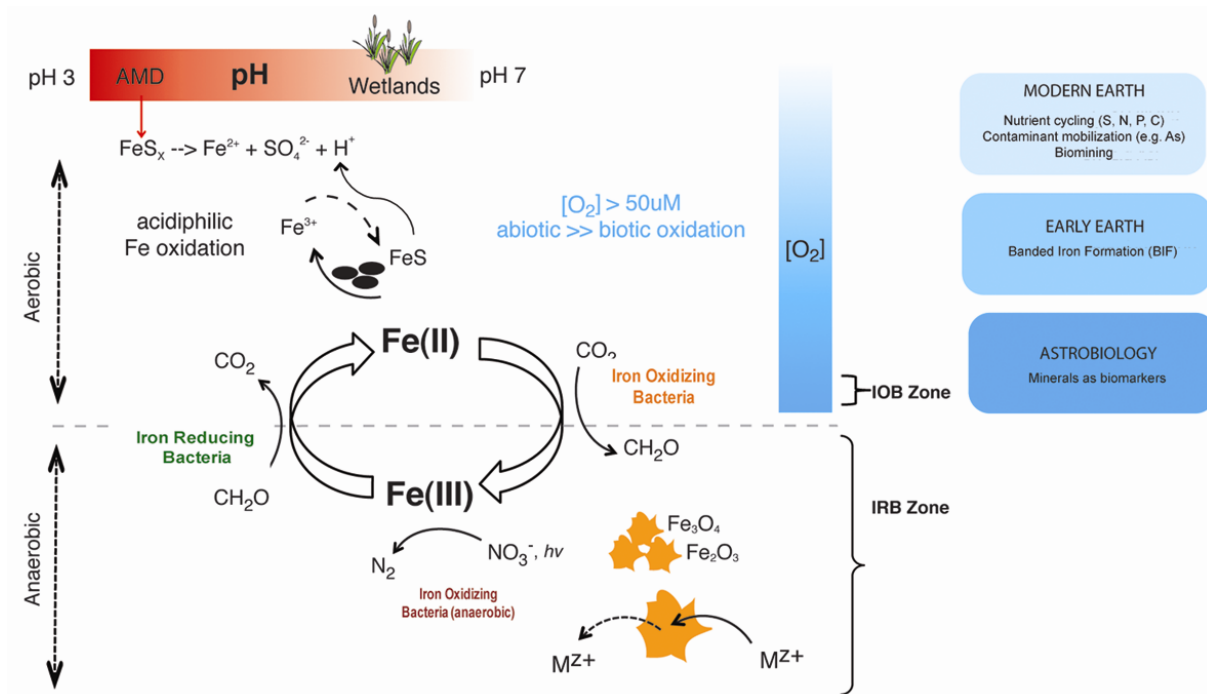 pH 3
AMD
pH
Wetlands
pH 7
FeSₓ --> Fe²⁺ + SO₄²⁻ + H⁺
Aerobic
acidiphilic
Fe oxidation
Fe³⁺
FeS
[O₂] > 50uM
abiotic >> biotic oxidation
[O₂]
MODERN EARTH
Nutrient cycling (S, N, P, C)
Contaminant mobilization (e.g. As)
Biomining
EARLY EARTH
Banded Iron Formation (BIF)
ASTROBIOLOGY
Minerals as biomarkers
Fe(II)
CO₂
CO₂
Iron Oxidizing
Bacteria
IOB Zone
Iron Reducing
Bacteria
CH₂O
CH₂O
Fe(III)
Anaerobic
N₂
NO₃⁻, hv
Iron Oxidizing
Bacteria (anaerobic)
Fe₃O₄
Fe₂O₃
IRB Zone
Mᶻ⁺
Mᶻ⁺